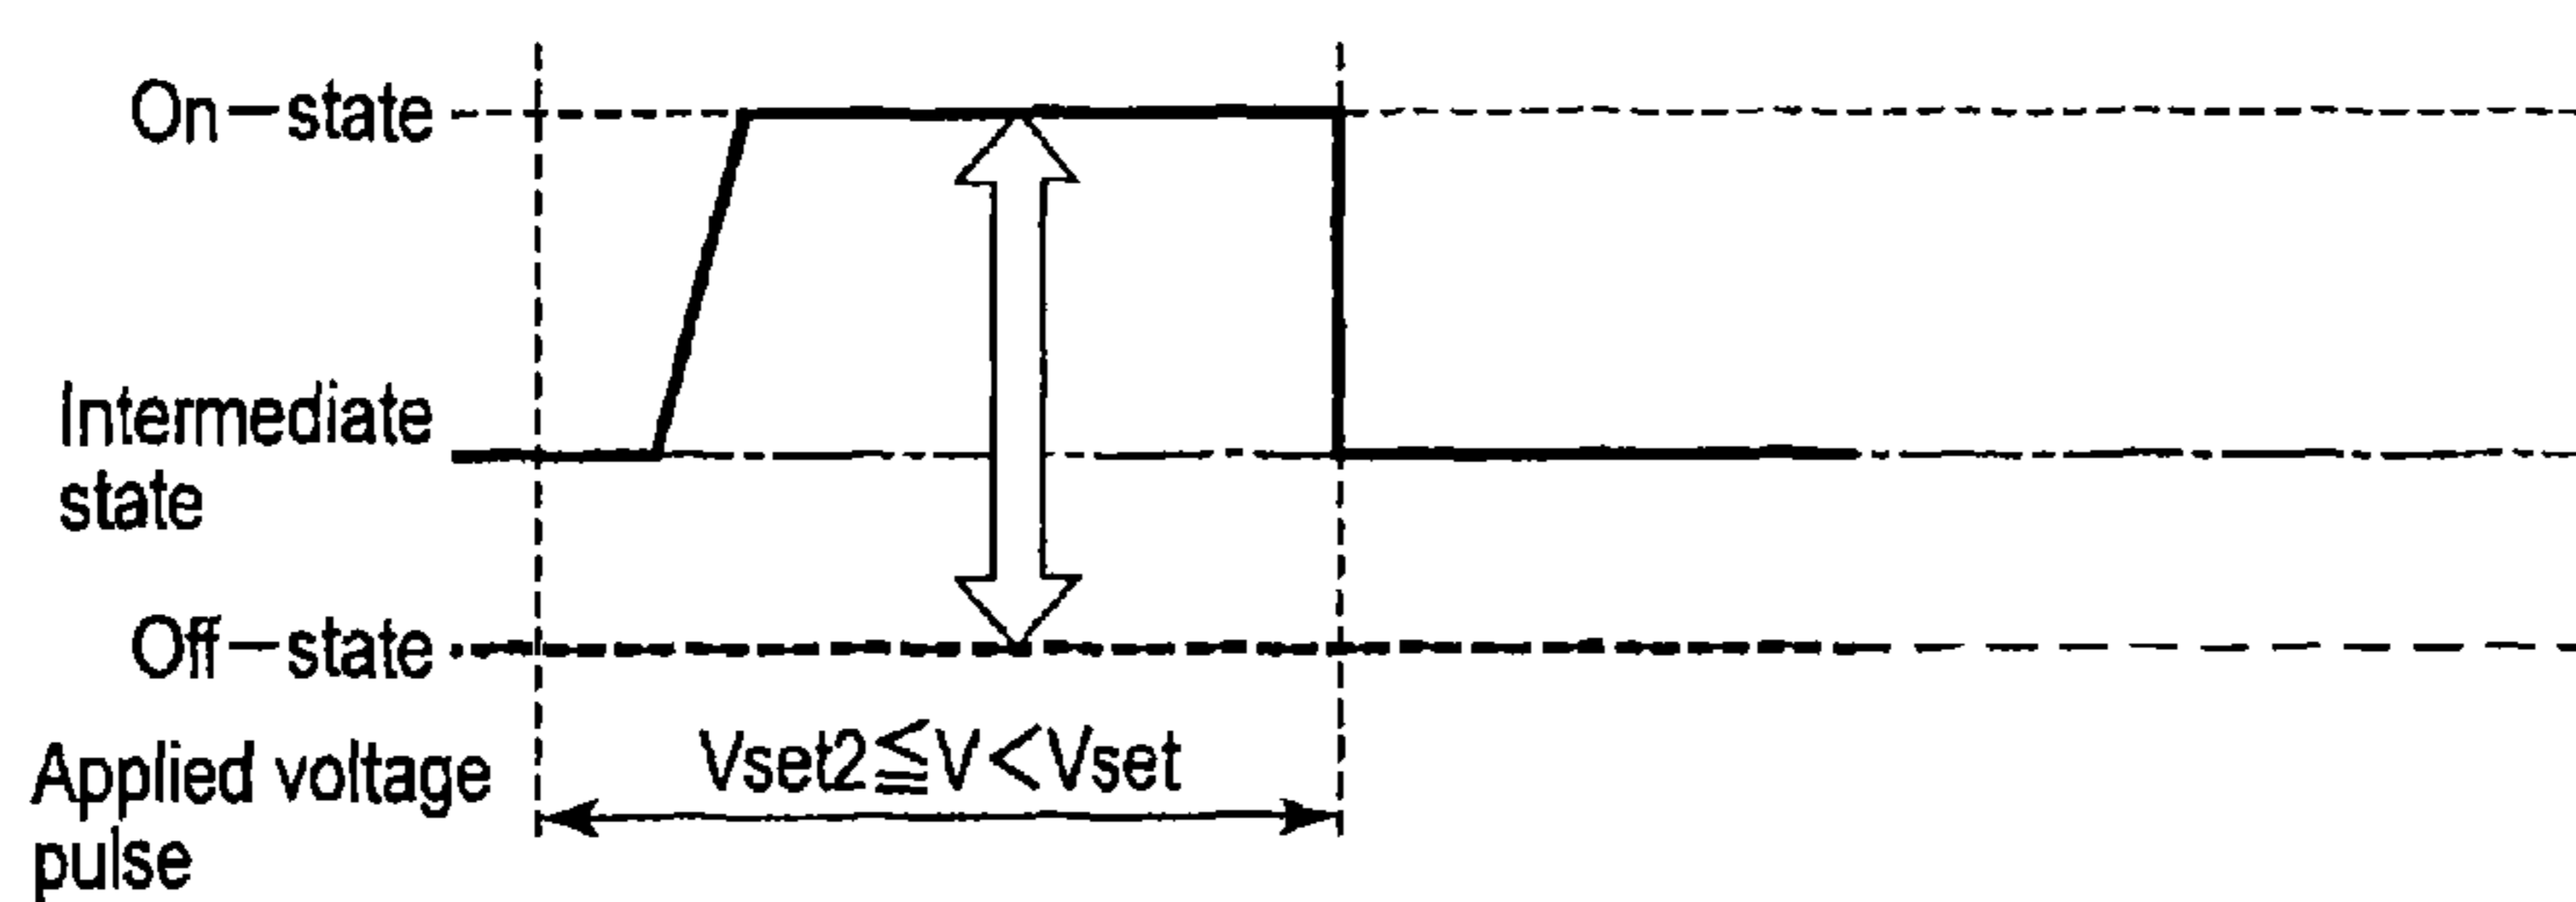 On-state
Intermediate
state
Off-state
Vset2≦V<Vset
Applied voltage
pulse